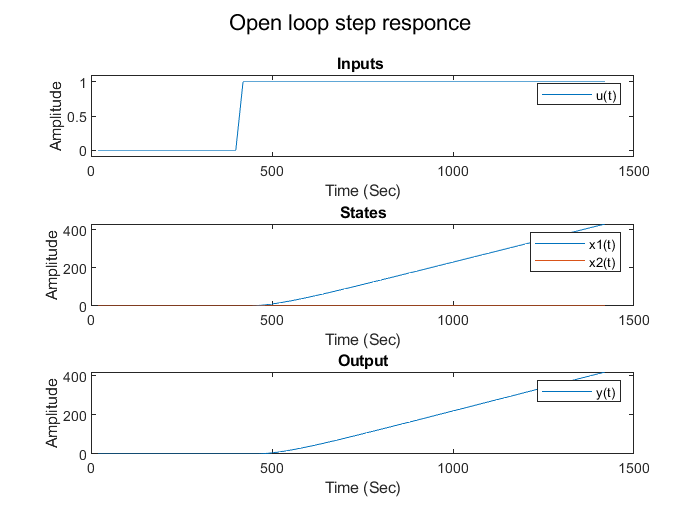 Open loop step responce
Inputs
1
0.5
0
Amplitude
u(t)
0 500 1000 1500
Time (Sec)
States
400
200
0
Amplitude
x1(t)
x2(t)
0 500 1000 1500
Time (Sec)
Output
400
200
0
Amplitude
y(t)
0 500 1000 1500
Time (Sec)